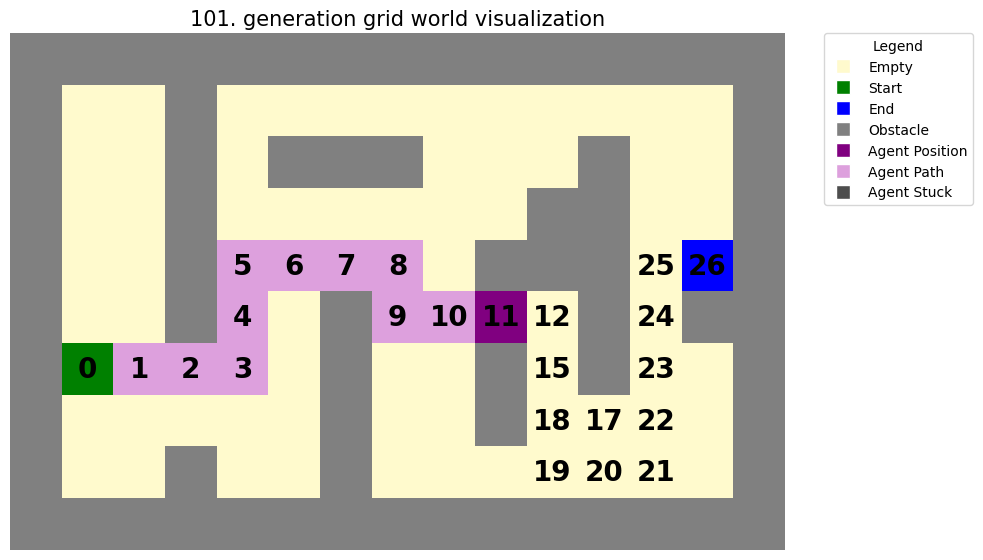 101. generation grid world visualization
Legend
Empty
Start
End
Obstacle
Agent Position
Agent Path
Agent Stuck
5 6 7 8 25 26
4 9 10 11 12 24
0 1 2 3 15 23
18 17 22
19 20 21